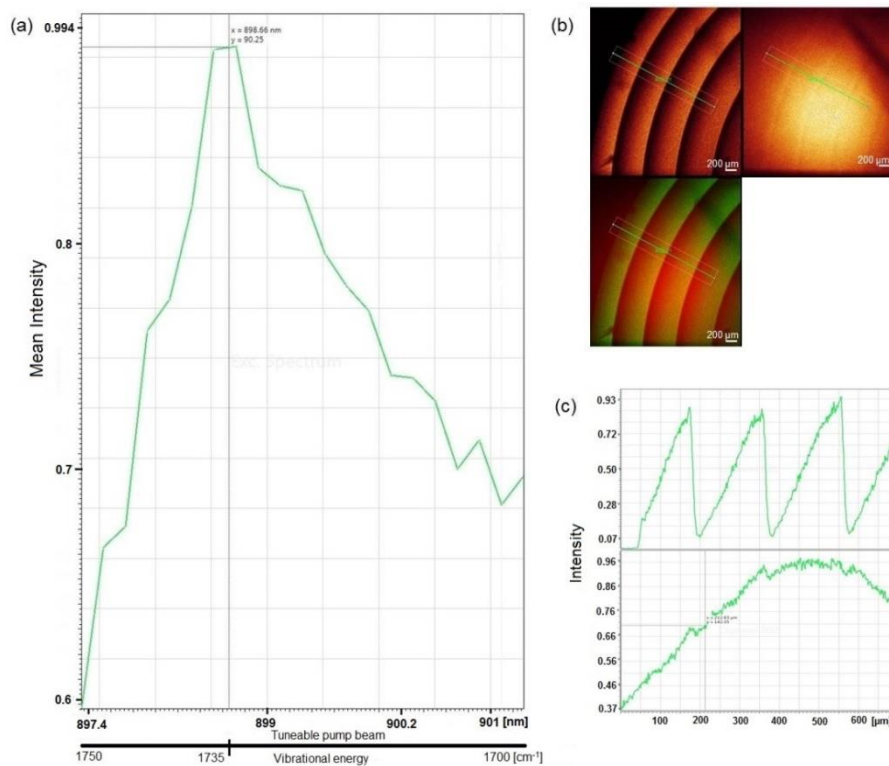 (a)
0.994
0.8
0.7
0.6
Mean Intensity
x = 898.66 nm
y = 90.25
Exc. Spectrum
897.4 899 900.2 901 [nm]
Tuneable pump beam
1750 1735 1700 [cm⁻¹]
Vibrational energy
(b)
200 µm
200 µm
200 µm
(c)
0.93
0.72
0.50
0.28
0.07
0.96
0.86
0.76
0.66
0.56
0.46
0.37
Intensity
100 200 300 400 500 600 [µm]